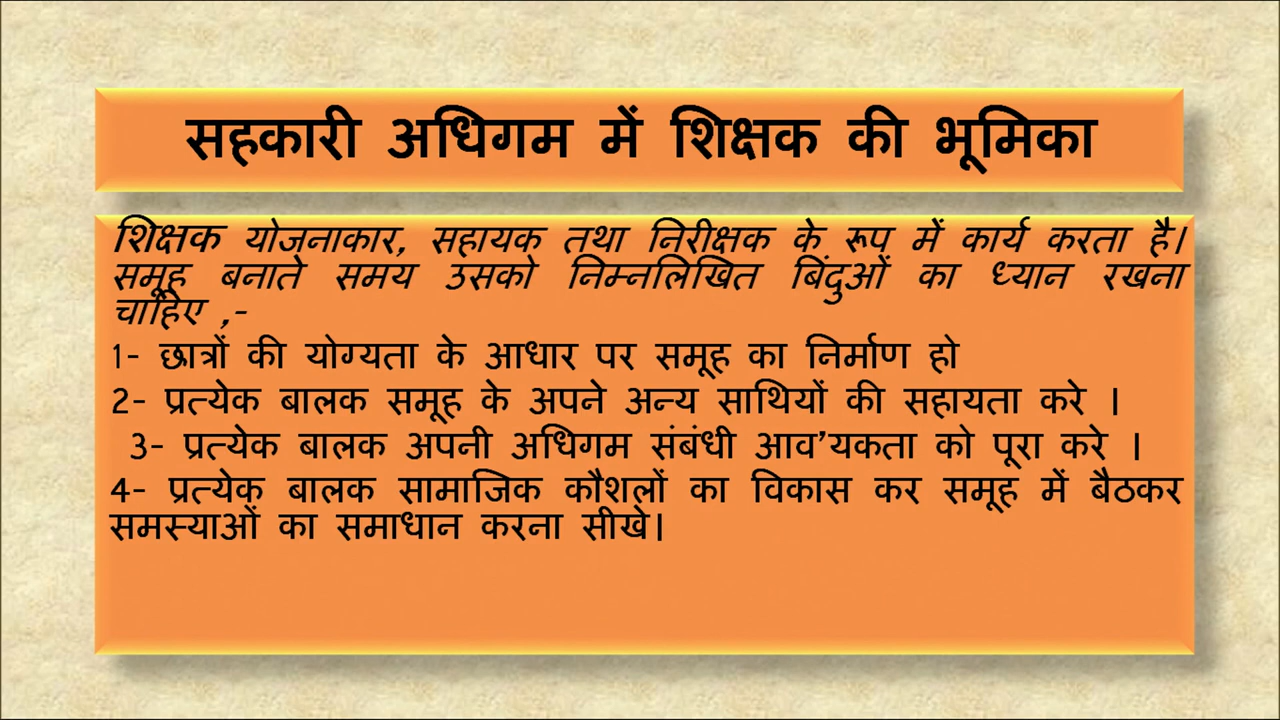 सहकारी अधिगम में शिक्षक की भूमिका
शिक्षक योजनाकार, सहायक तथा निरीक्षक के रूप में कार्य करता है।
समूह बनाते समय उसको निम्नलिखित बिंदुओं का ध्यान रखना
चाहिए ,-
1- छात्रों की योग्यता के आधार पर समूह का निर्माण हो
2- प्रत्येक बालक समूह के अपने अन्य साथियों की सहायता करे ।
3- प्रत्येक बालक अपनी अधिगम संबंधी आव’यकता को पूरा करे ।
4- प्रत्येक बालक सामाजिक कौशलों का विकास कर समूह में बैठकर
समस्याओं का समाधान करना सीखे।